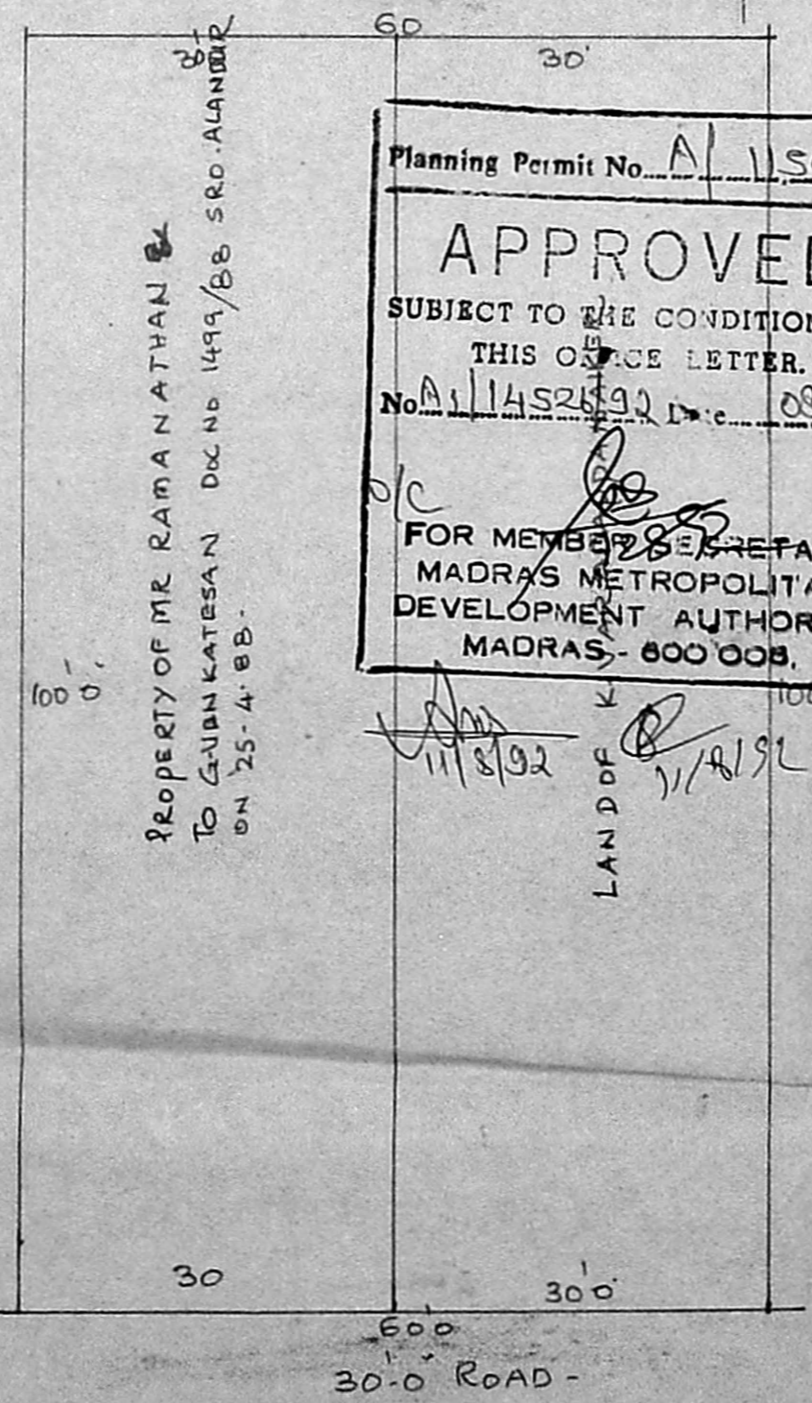 60
30'
Planning Permit No. A/
APPROVE
SUBJECT TO THE CONDITION
THIS OFFICE LETTER.
No. A1/14526/92 Date 08
O/C
FOR MEMBER SECRETA
MADRAS METROPOLITA
DEVELOPMENT AUTHOR
MADRAS - 600 008.
11/8/92
11/8/92
PROPERTY OF MR RAMANATHAN
TO G. DOC NO 1499/88 SRO. ALANDUR
ON 25-4-88-
100'-0"
LAND OF K
30
30'0"
60'0"
30'-0" ROAD -